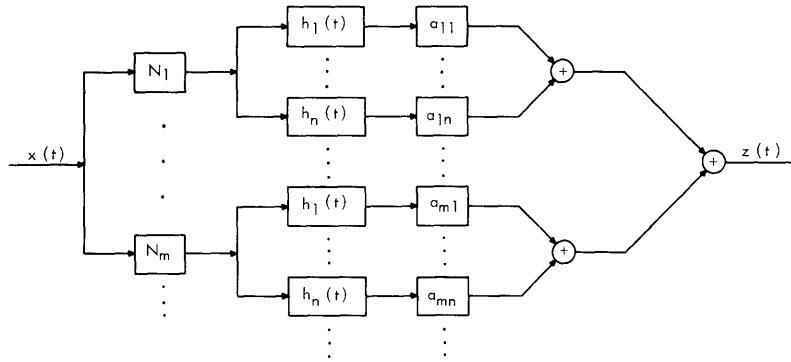 h₁(t) a₁₁
N₁ +
hₙ(t) a₁ₙ
x(t) + z(t)
h₁(t) aₘ₁
Nₘ +
hₙ(t) aₘₙ